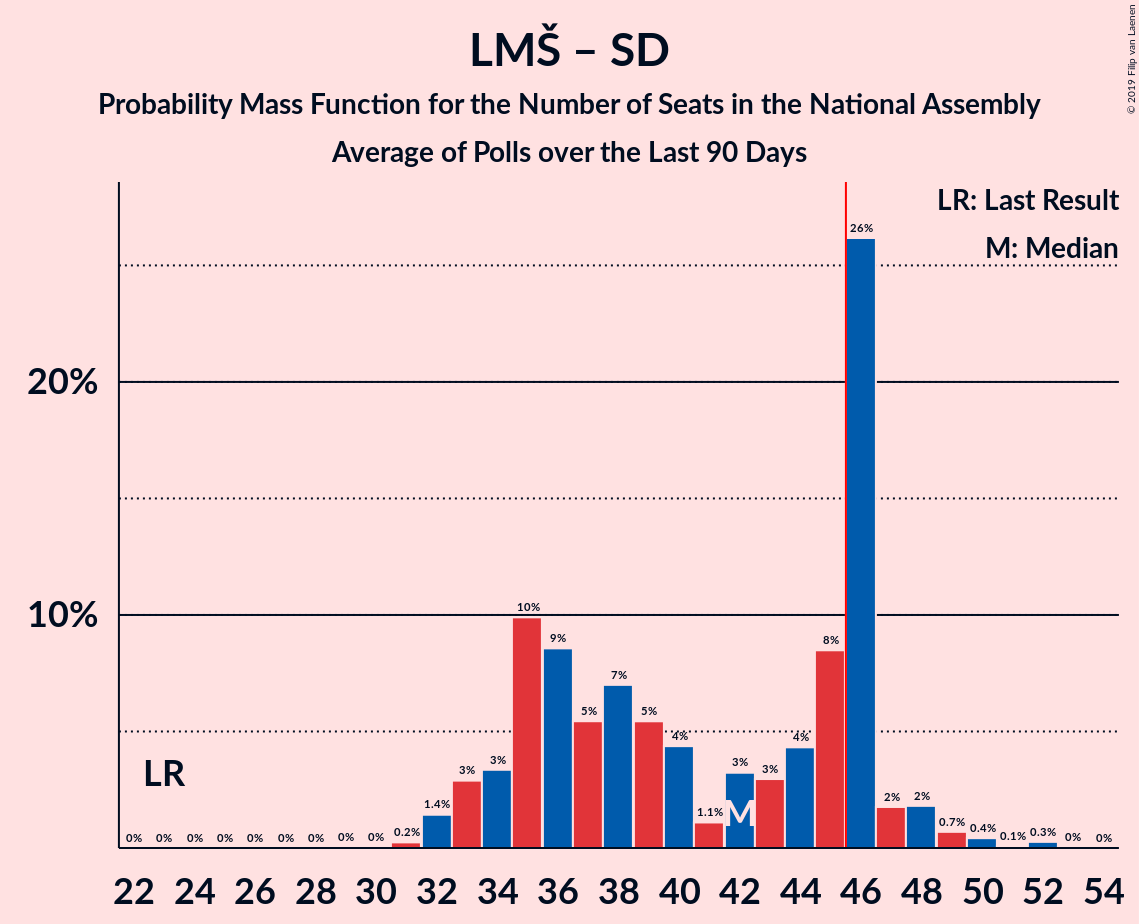 LMŠ – SD
Probability Mass Function for the Number of Seats in the National Assembly
Average of Polls over the Last 90 Days
© 2019 Filip van Laenen
LR: Last Result
M: Median
20%
10%
LR
M
0% 0% 0% 0% 0% 0% 0% 0% 0% 0.2% 1.4% 3% 3% 10% 9% 5% 7% 5% 4% 1.1% 3% 3% 4% 8% 26% 2% 2% 0.7% 0.4% 0.1% 0.3% 0% 0%
22 24 26 28 30 32 34 36 38 40 42 44 46 48 50 52 54